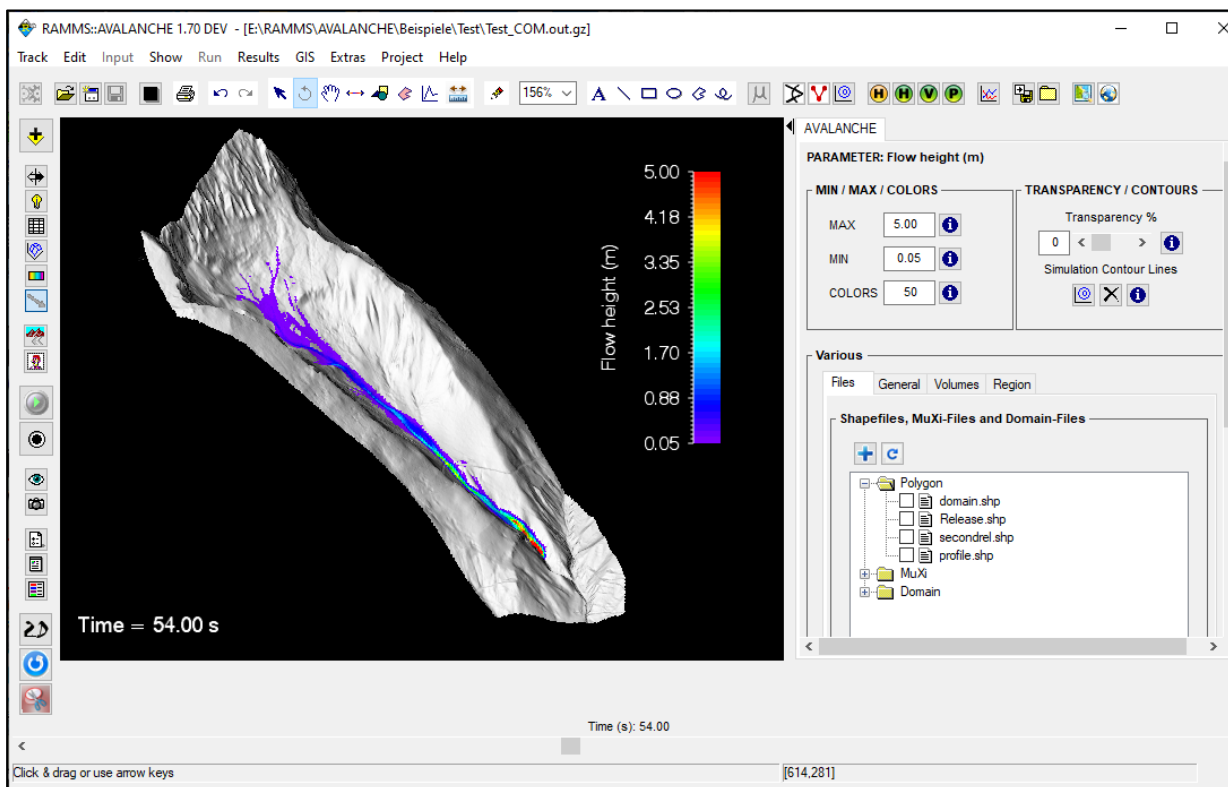 RAMMS::AVALANCHE 1.70 DEV - [E:\RAMMS\AVALANCHE\Beispiele\Test\Test_COM.out.gz]
Track Edit Input Show Run Results GIS Extras Project Help
156% A μ H H V P
AVALANCHE
PARAMETER: Flow height (m)
MIN / MAX / COLORS
MAX 5.00
MIN 0.05
COLORS 50
TRANSPARENCY / CONTOURS
Transparency %
0
Simulation Contour Lines
Flow height (m)
5.00
4.18
3.35
2.53
1.70
0.88
0.05
Time = 54.00 s
Various
Files General Volumes Region
Shapefiles, MuXi-Files and Domain-Files
Polygon
domain.shp
Release.shp
secondrel.shp
profile.shp
MuXi
Domain
2D
Time (s): 54.00
Click & drag or use arrow keys
[614,281]